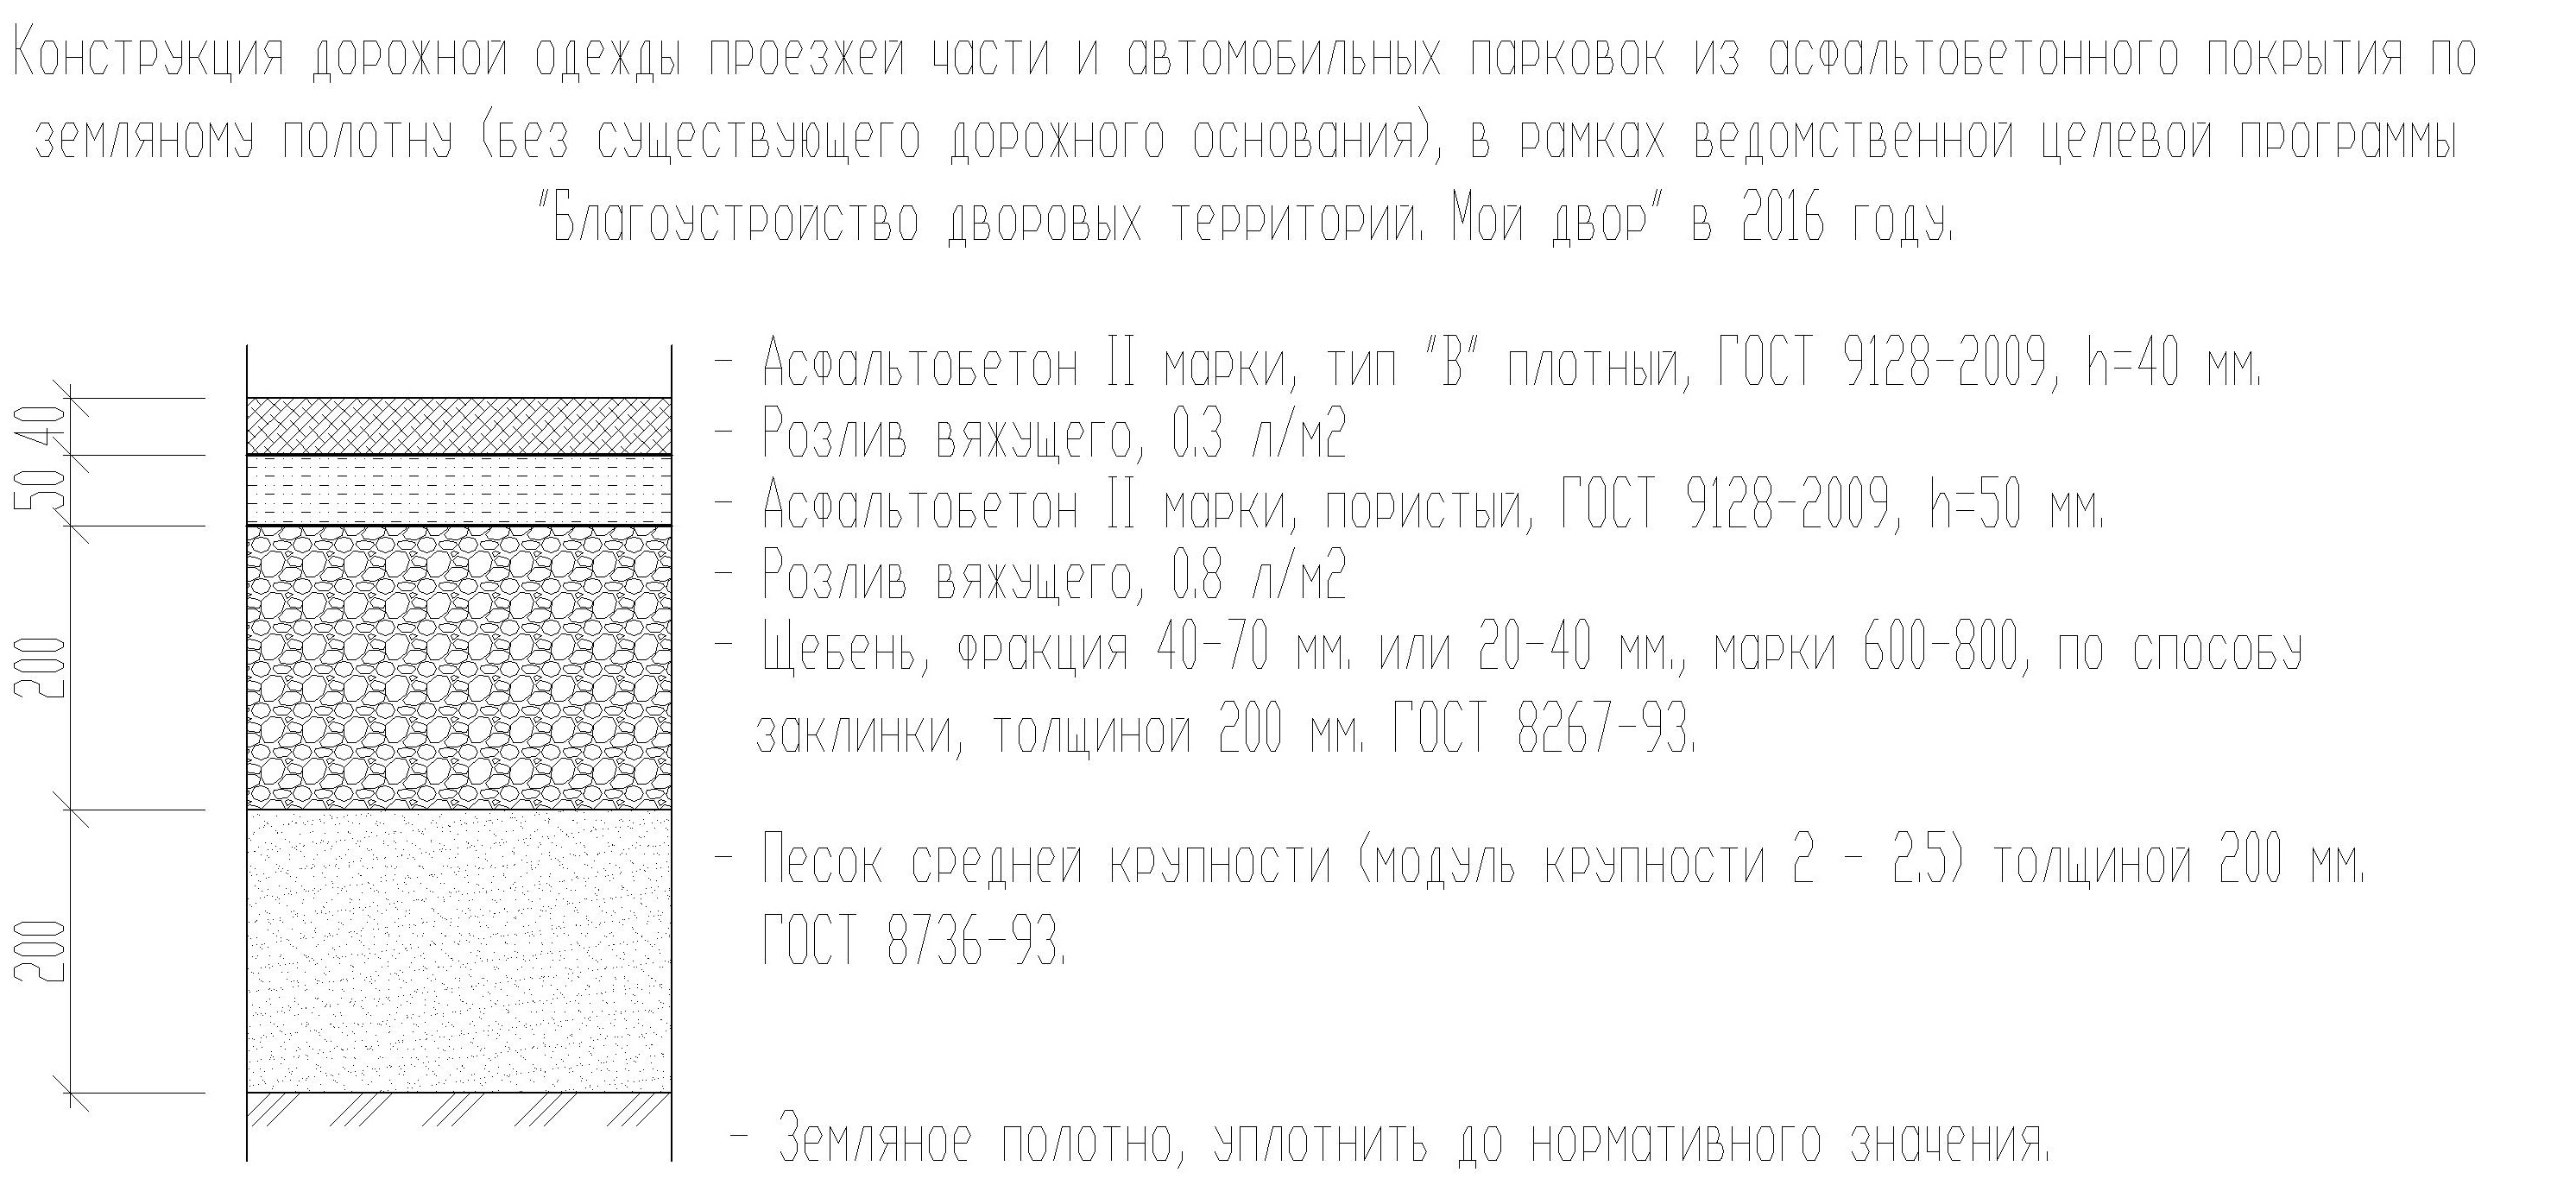 Конструкция дорожной одежды проезжей части и автомобильных парковок из асфальтобетонного покрытия по
земляному полотну (без существующего дорожного основания), в рамках ведомственной целевой программы
"Благоустройство дворовых территорий. Мой двор" в 2016 году.
- Асфальтобетон II марки, тип "В" плотный, ГОСТ 9128-2009, h=40 мм.
- Розлив вяжущего, 0.3 л/м2
- Асфальтобетон II марки, пористый, ГОСТ 9128-2009, h=50 мм.
- Розлив вяжущего, 0.8 л/м2
- Щебень, фракция 40-70 мм. или 20-40 мм., марки 600-800, по способу
заклинки, толщиной 200 мм. ГОСТ 8267-93.
- Песок средней крупности (модуль крупности 2 - 2.5) толщиной 200 мм.
ГОСТ 8736-93.
- Земляное полотно, уплотнить до нормативного значения.
40
50
200
200